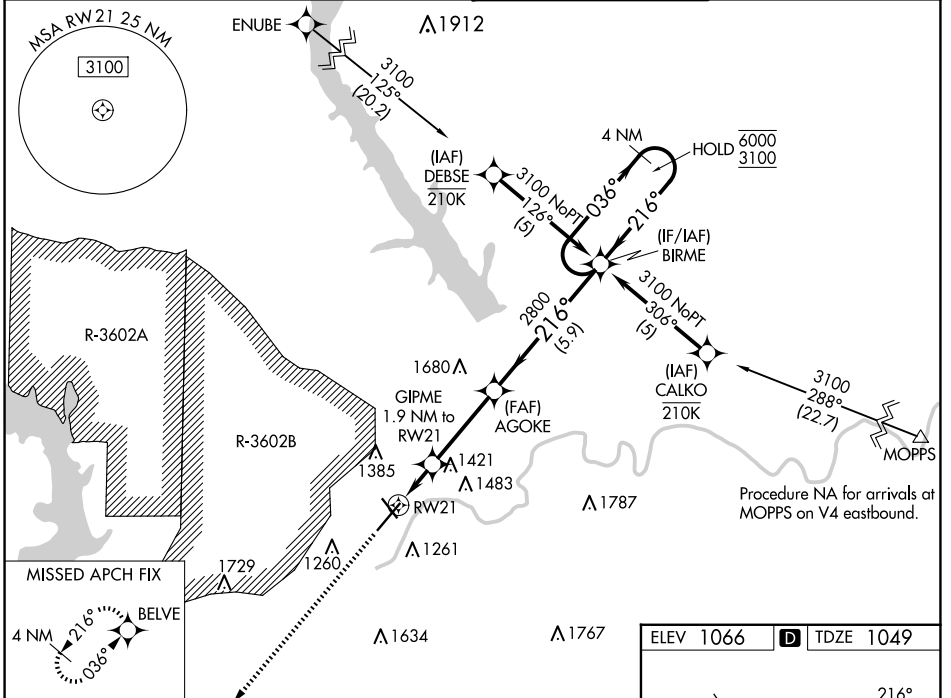 MSA RW21 25 NM
3100
ENUBE
1912
3100
125°
(20.2)
(IAF)
DEBSE
210K
3100 NoPT
126°
(5)
4 NM
HOLD
6000
3100
036°
216°
(IF/IAF)
BIRME
3100 NoPT
306°
(5)
2800
216°
(5.9)
(IAF)
CALKO
210K
3100
288°
(22.7)
MOPPS
Procedure NA for arrivals at
MOPPS on V4 eastbound.
R-3602A
R-3602B
1680
GIPME
1.9 NM to
RW21
(FAF)
AGOKE
1385
1421
1483
RW21
1787
1260
1261
1729
1634
1767
MISSED APCH FIX
4 NM
216°
036°
BELVE
ELEV 1066
D
TDZE 1049
216°